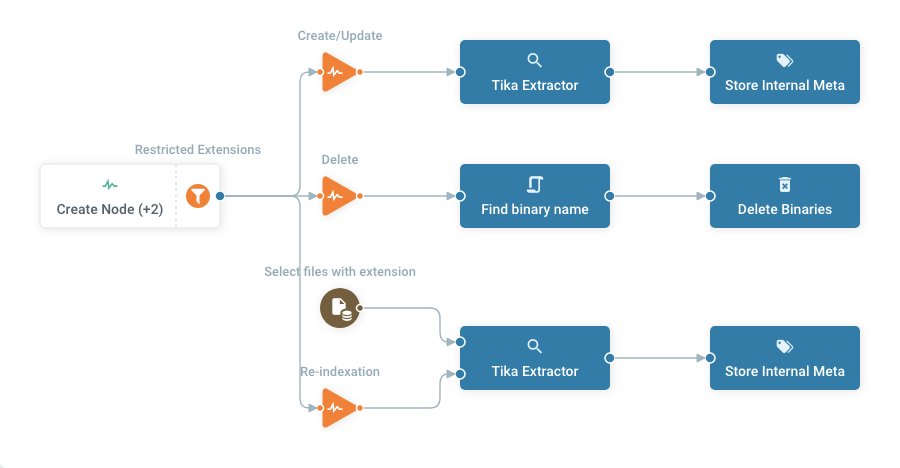 Create/Update
Tika Extractor
Store Internal Meta
Restricted Extensions
Create Node (+2)
Delete
Find binary name
Delete Binaries
Select files with extension
Re-indexation
Tika Extractor
Store Internal Meta